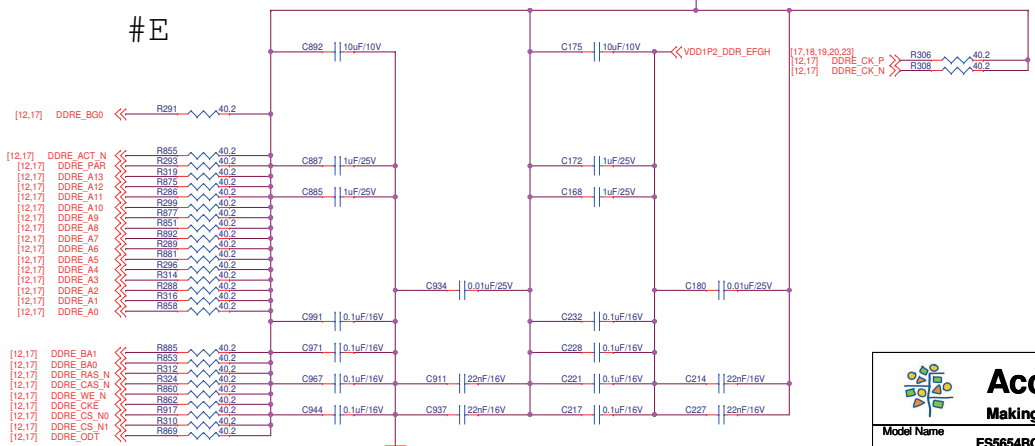 #E
C892 10uF/10V
C175 10uF/10V
VDD1P2_DDR_EFGH [17,18,19,20,23]
[12,17] DDRE_CK_P R306 40.2
[12,17] DDRE_CK_N R308 40.2
[12,17] DDRE_BG0 R291 40.2
[12,17] DDRE_ACT_N R855 40.2
[12,17] DDRE_PAR R293 40.2
[12,17] DDRE_A13 R319 40.2
[12,17] DDRE_A12 R875 40.2
[12,17] DDRE_A11 R286 40.2
[12,17] DDRE_A10 R299 40.2
[12,17] DDRE_A9 R877 40.2
[12,17] DDRE_A8 R851 40.2
[12,17] DDRE_A7 R892 40.2
[12,17] DDRE_A6 R289 40.2
[12,17] DDRE_A5 R881 40.2
[12,17] DDRE_A4 R296 40.2
[12,17] DDRE_A3 R314 40.2
[12,17] DDRE_A2 R288 40.2
[12,17] DDRE_A1 R316 40.2
[12,17] DDRE_A0 R858 40.2
C887 1uF/25V
C172 1uF/25V
C885 1uF/25V
C168 1uF/25V
C934 0.01uF/25V
C180 0.01uF/25V
C991 0.1uF/16V
C232 0.1uF/16V
[12,17] DDRE_BA1 R885 40.2
[12,17] DDRE_BA0 R853 40.2
[12,17] DDRE_RAS_N R312 40.2
[12,17] DDRE_CAS_N R324 40.2
[12,17] DDRE_WE_N R860 40.2
[12,17] DDRE_CKE R862 40.2
[12,17] DDRE_CS_N0 R917 40.2
[12,17] DDRE_CS_N1 R310 40.2
[12,17] DDRE_ODT R869 40.2
C971 0.1uF/16V
C228 0.1uF/16V
C967 0.1uF/16V
C911 22nF/16V
C221 0.1uF/16V
C214 22nF/16V
C944 0.1uF/16V
C937 22nF/16V
C217 0.1uF/16V
C227 22nF/16V
Making
Model Name